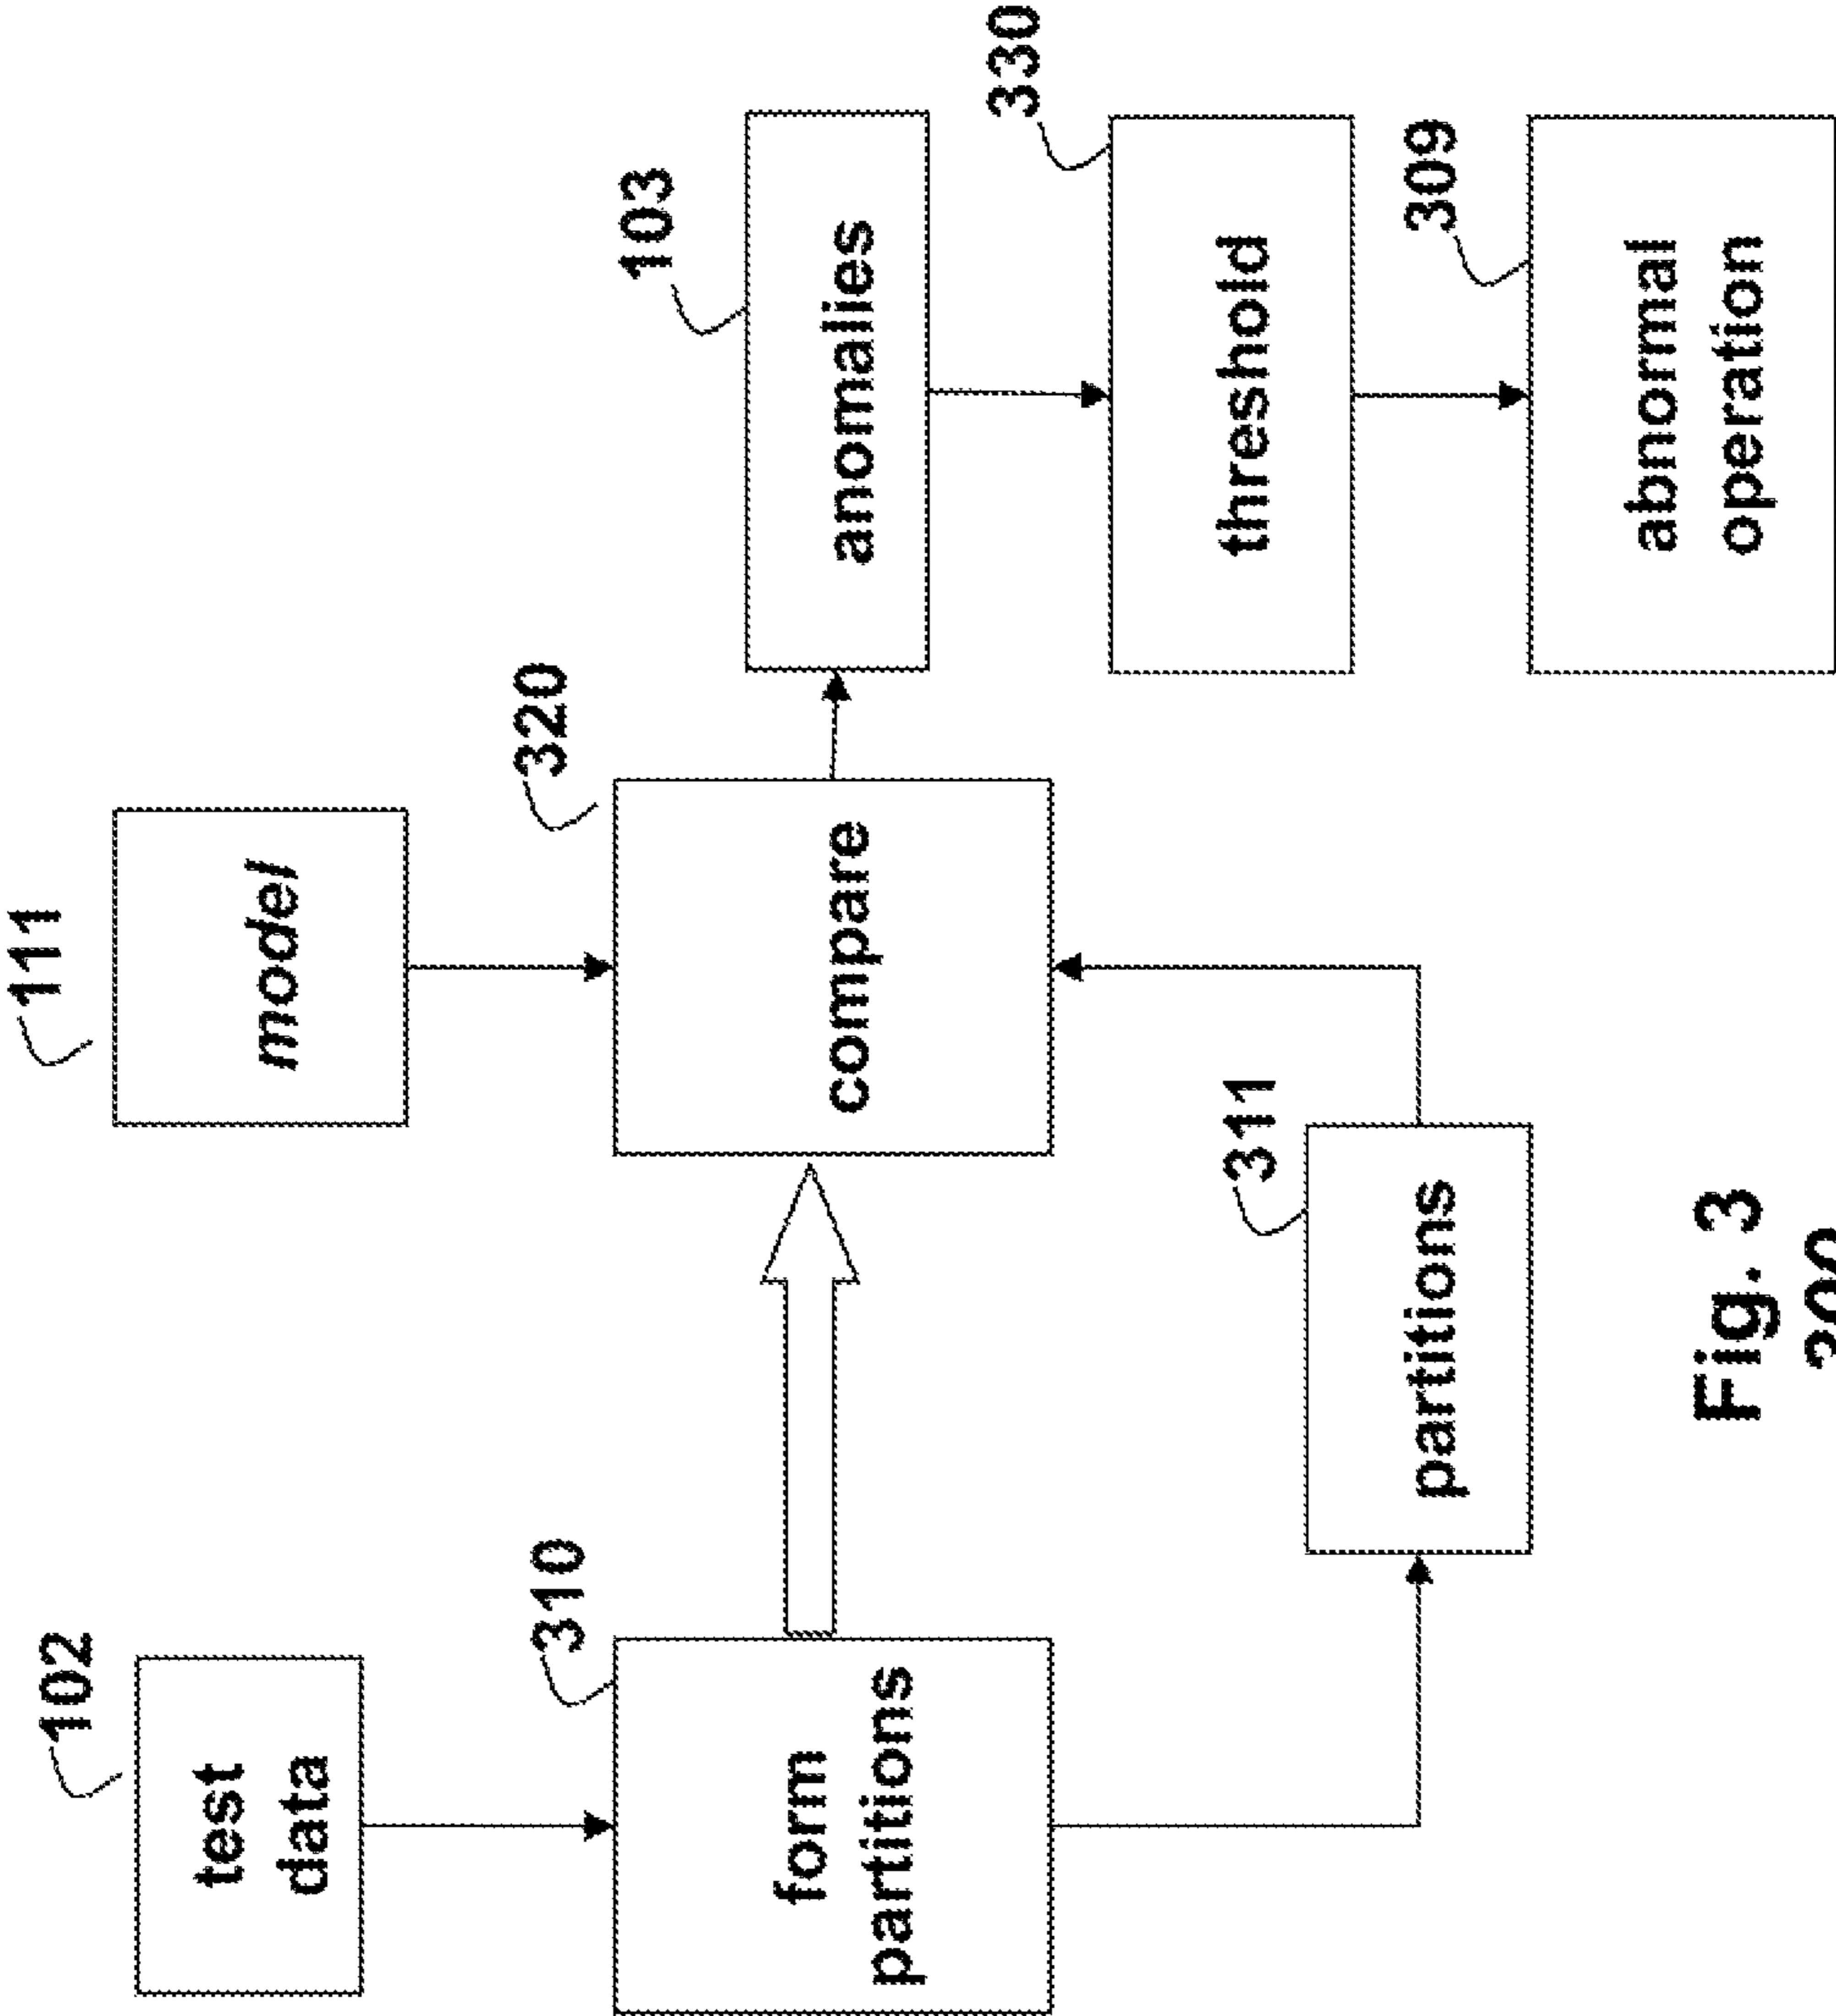 102
test
data
111
model
310
form
partitions
320
compare
103
anomalies
330
threshold
311
partitions
309
abnormal
operation
Fig. 3